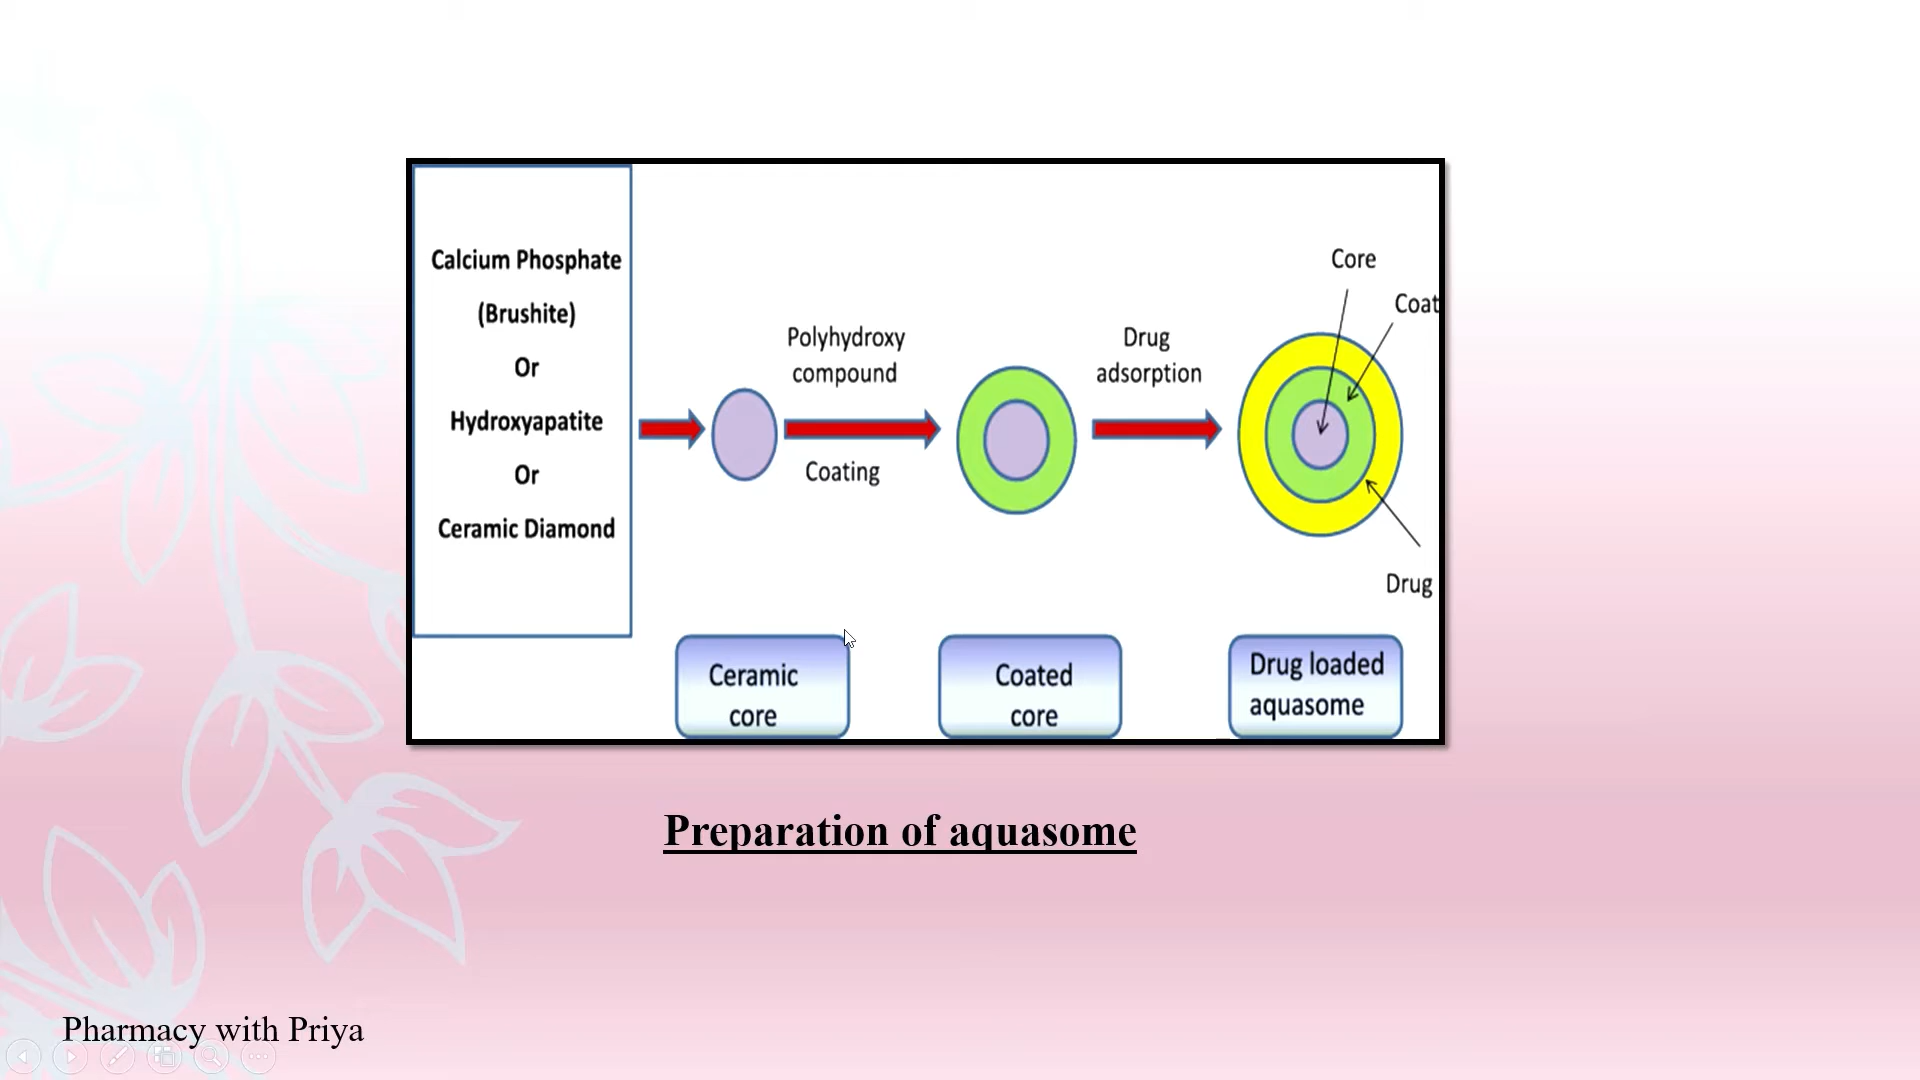 Calcium Phosphate
(Brushite)
Or
Hydroxyapatite
Or
Ceramic Diamond
Polyhydroxy
compound
Coating
Drug
adsorption
Core
Coat
Drug
Ceramic
core
Coated
core
Drug loaded
aquasome
Preparation of aquasome
Pharmacy with Priya